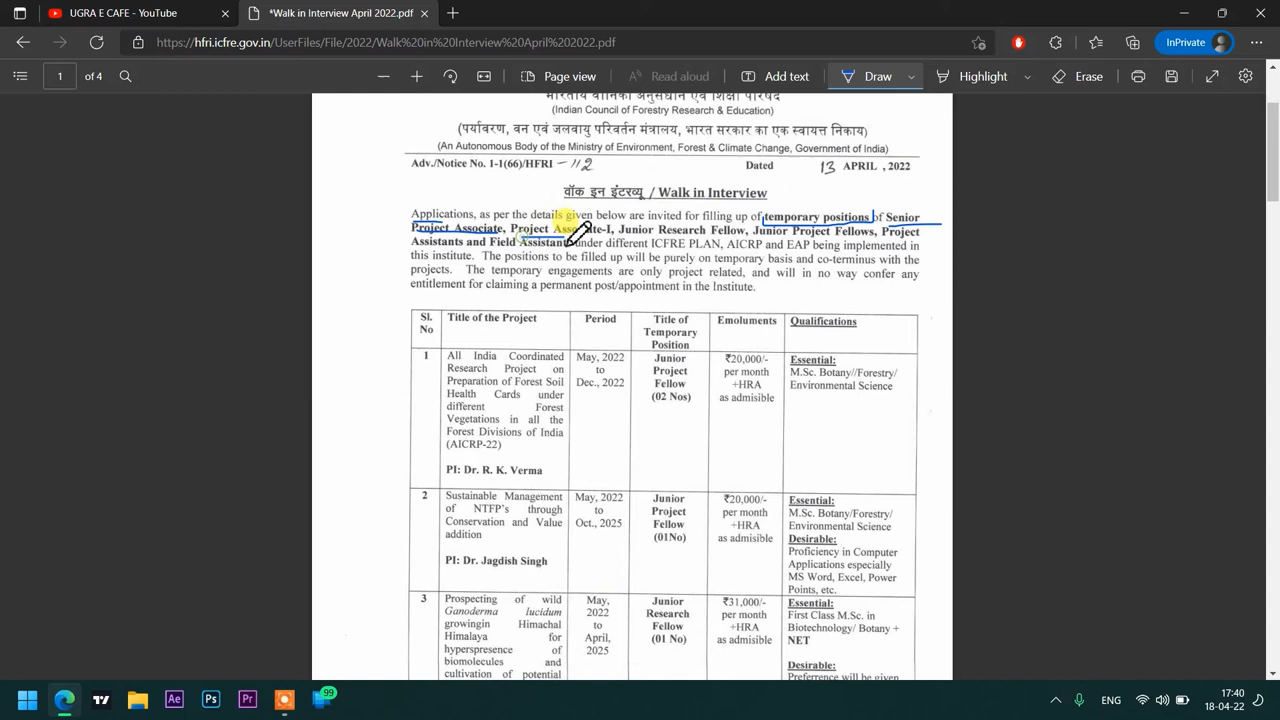 UGRA E CAFE - YouTube
*Walk in Interview April 2022.pdf
https://hfri.icfre.gov.in/UserFiles/File/2022/Walk%20in%20Interview%20April%202022.pdf
InPrivate
1 of 4
Page view
Read aloud
Add text
Draw
Highlight
Erase
भारतीय वानिकी अनुसंधान एवं शिक्षा परिषद
(Indian Council of Forestry Research & Education)
(पर्यावरण, वन एवं जलवायु परिवर्तन मंत्रालय, भारत सरकार का एक स्वायत्त निकाय)
(An Autonomous Body of the Ministry of Environment, Forest & Climate Change, Government of India)
Adv./Notice No. 1-1(66)/HFRI -112 Dated 13 APRIL , 2022
वॉक इन इंटरव्यू / Walk in Interview
Applications, as per the details given below are invited for filling up of temporary positions of Senior
Project Associate, Project Associate-I, Junior Research Fellow, Junior Project Fellows, Project
Assistants and Field Assistant under different ICFRE PLAN, AICRP and EAP being implemented in
this institute. The positions to be filled up will be purely on temporary basis and co-terminus with the
projects. The temporary engagements are only project related, and will in no way confer any
entitlement for claiming a permanent post/appointment in the Institute.
Sl. No
Title of the Project
Period
Title of
Temporary
Position
Emoluments
Qualifications
1
All India Coordinated
Research Project on
Preparation of Forest Soil
Health Cards under
different Forest
Vegetations in all the
Forest Divisions of India
(AICRP-22)
PI: Dr. R. K. Verma
May, 2022
to
Dec., 2022
Junior
Project
Fellow
(02 Nos)
₹20,000/-
per month
+HRA
as admisible
Essential:
M.Sc. Botany//Forestry/
Environmental Science
2
Sustainable Management
of NTFP's through
Conservation and Value
addition
PI: Dr. Jagdish Singh
May, 2022
to
Oct., 2025
Junior
Project
Fellow
(01No)
₹20,000/-
per month
+HRA
as admisible
Essential:
M.Sc. Botany/Forestry/
Environmental Science
Desirable:
Proficiency in Computer
Applications especially
MS Word, Excel, Power
Points, etc.
3
Prospecting of wild
Ganoderma lucidum
growingin Himachal
Himalaya for
hyperspresence of
biomolecules and
cultivation of potential
May,
2022
to
April,
2025
Junior
Research
Fellow
(01 No)
₹31,000/-
per month
+HRA
as admisible
Essential:
First Class M.Sc. in
Biotechnology/ Botany +
NET
Desirable:
Preferrence will be given
Ae
Ps
Pr
99
ENG
17:40
18-04-22